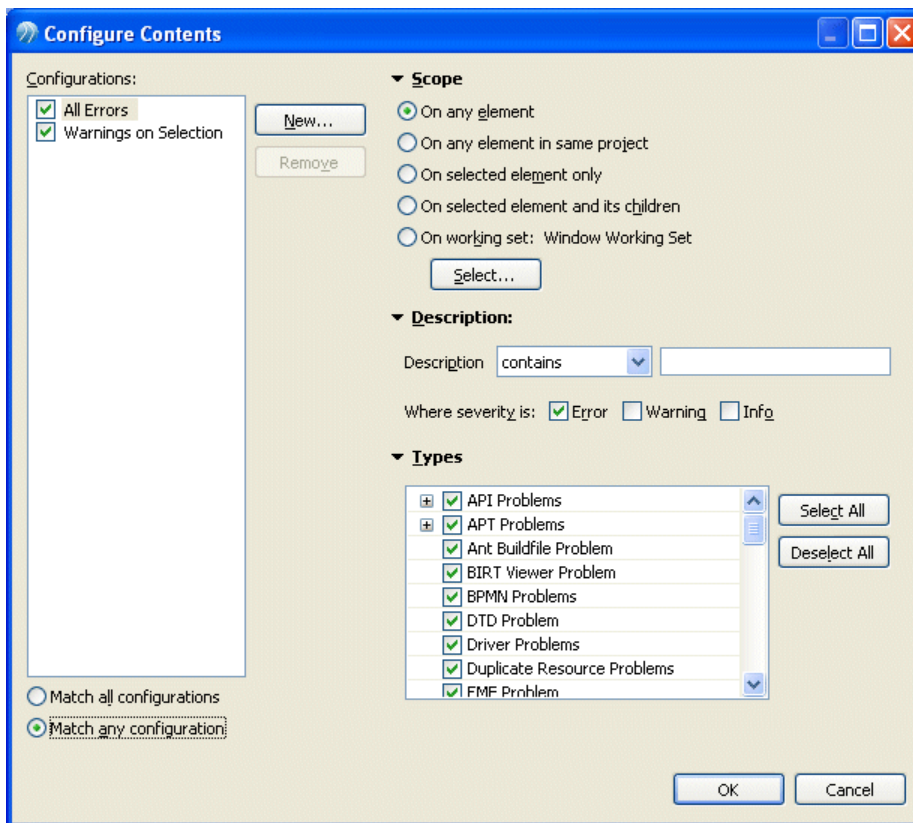 Configure Contents
Configurations:
All Errors
Warnings on Selection
New...
Remove
Match all configurations
Match any configuration
Scope
On any element
On any element in same project
On selected element only
On selected element and its children
On working set: Window Working Set
Select...
Description:
Description contains
Where severity is: Error Warning Info
Types
API Problems
APT Problems
Ant Buildfile Problem
BIRT Viewer Problem
BPMN Problems
DTD Problem
Driver Problems
Duplicate Resource Problems
EMF Problem
Select All
Deselect All
OK Cancel